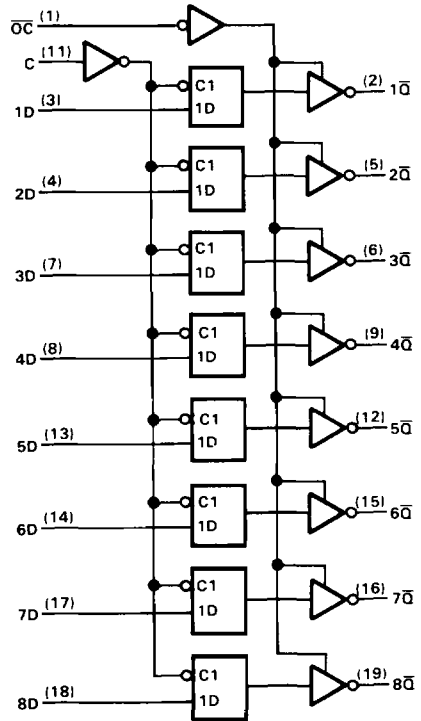 O̅C̅ (1)
C (11)
C1 (2) 1Q̅
1D (3) 1D
C1 (5) 2Q̅
2D (4) 1D
C1 (6) 3Q̅
3D (7) 1D
C1 (9) 4Q̅
4D (8) 1D
C1 (12) 5Q̅
5D (13) 1D
C1 (15) 6Q̅
6D (14) 1D
C1 (16) 7Q̅
7D (17) 1D
C1 (19) 8Q̅
8D (18) 1D